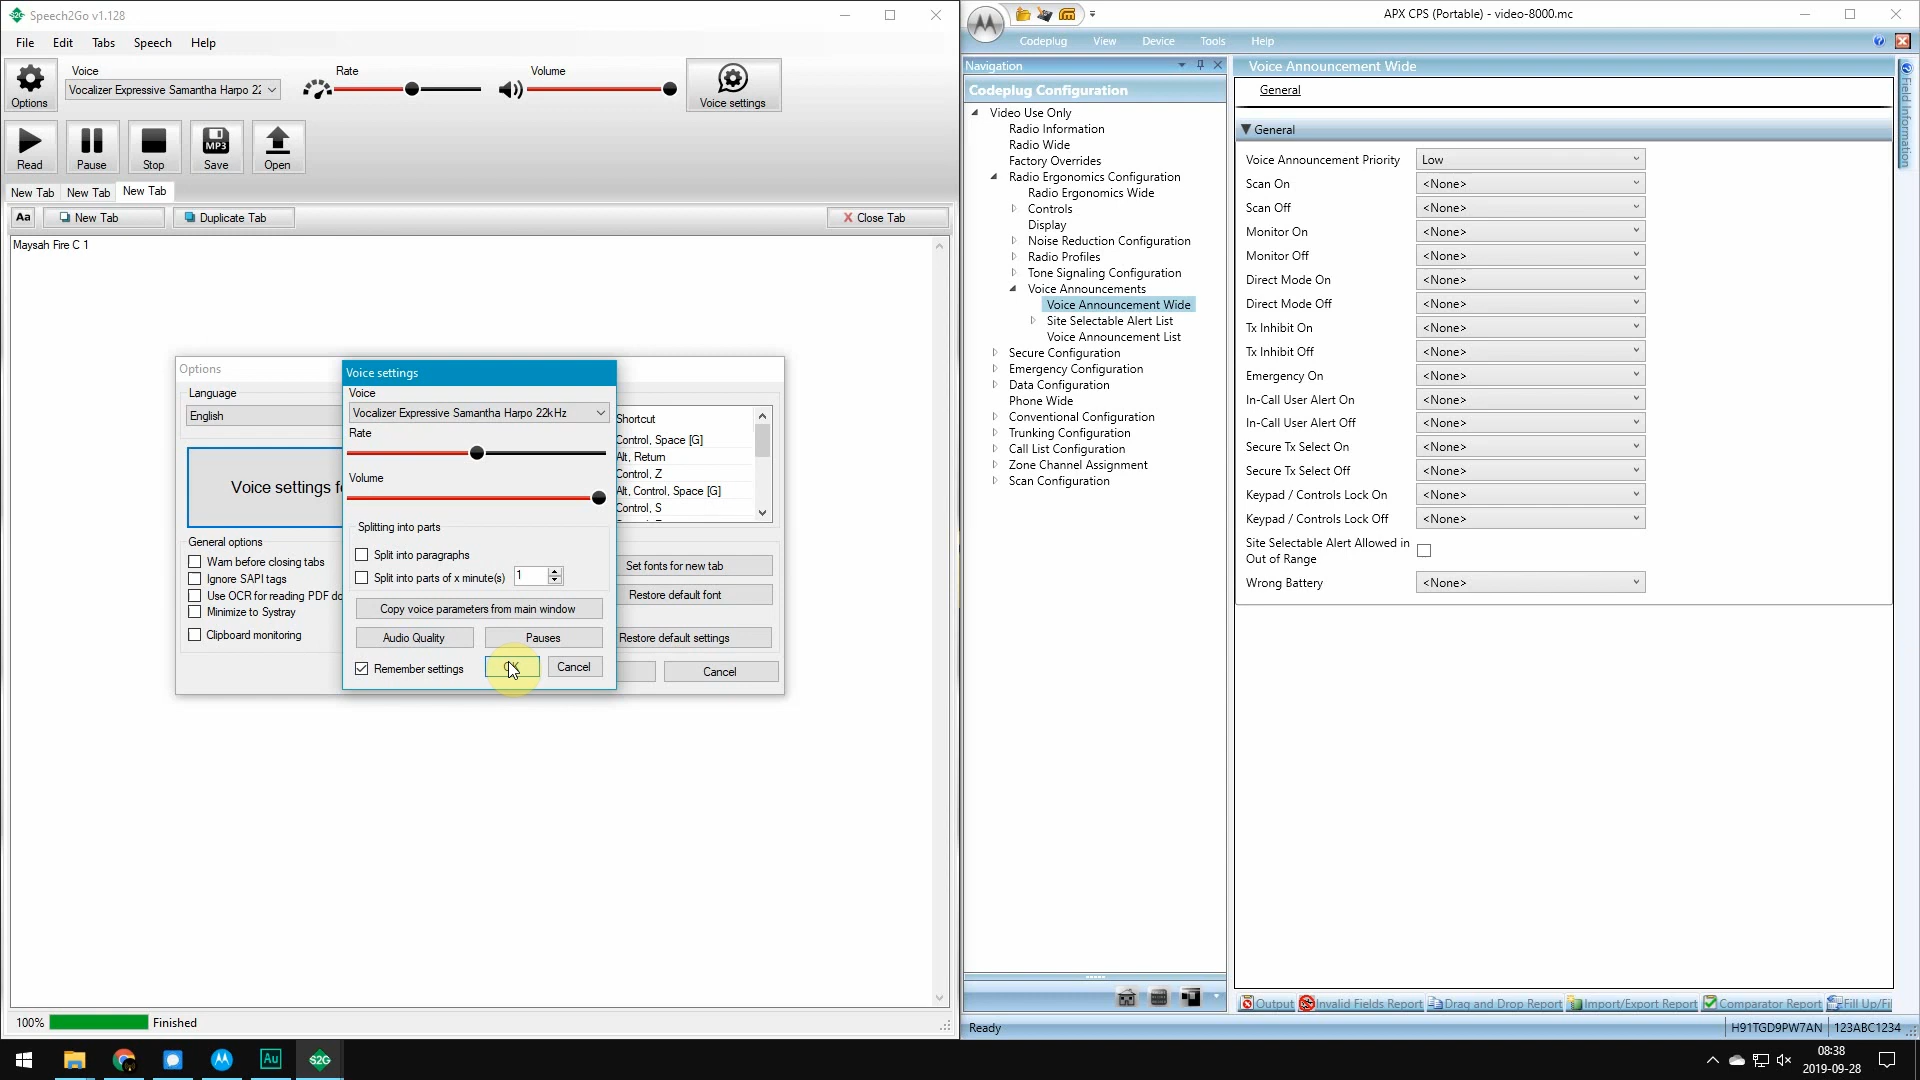 Speech2Go v1.128
File Edit Tabs Speech Help
Options
Voice
Vocalizer Expressive Samantha Harpo 22
Rate
Volume
Voice settings
Read
Pause
Stop
MP3
Save
Open
New Tab New Tab New Tab
Aa New Tab Duplicate Tab X Close Tab
Maysah Fire C 1
Options
Language
English
Voice settings f
General options
Warn before closing tabs
Ignore SAPI tags
Use OCR for reading PDF do
Minimize to Systray
Clipboard monitoring
Voice settings
Voice
Vocalizer Expressive Samantha Harpo 22kHz
Rate
Volume
Splitting into parts
Split into paragraphs
Split into parts of x minute(s) 1
Copy voice parameters from main window
Audio Quality Pauses
Remember settings OK Cancel
Shortcut
Control, Space [G]
Alt, Return
Control, Z
Alt, Control, Space [G]
Control, S
Set fonts for new tab
Restore default font
Restore default settings
Cancel
100% Finished
S2G
Au
APX CPS (Portable) - video-8000.mc
Codeplug View Device Tools Help
Navigation
Codeplug Configuration
Video Use Only
Radio Information
Radio Wide
Factory Overrides
Radio Ergonomics Configuration
Radio Ergonomics Wide
Controls
Display
Noise Reduction Configuration
Radio Profiles
Tone Signaling Configuration
Voice Announcements
Voice Announcement Wide
Site Selectable Alert List
Voice Announcement List
Secure Configuration
Emergency Configuration
Data Configuration
Phone Wide
Conventional Configuration
Trunking Configuration
Call List Configuration
Zone Channel Assignment
Scan Configuration
Voice Announcement Wide
General
General
Voice Announcement Priority Low
Scan On <None>
Scan Off <None>
Monitor On <None>
Monitor Off <None>
Direct Mode On <None>
Direct Mode Off <None>
Tx Inhibit On <None>
Tx Inhibit Off <None>
Emergency On <None>
In-Call User Alert On <None>
In-Call User Alert Off <None>
Secure Tx Select On <None>
Secure Tx Select Off <None>
Keypad / Controls Lock On <None>
Keypad / Controls Lock Off <None>
Site Selectable Alert Allowed in
Out of Range
Wrong Battery <None>
Field Information
Output Invalid Fields Report Drag and Drop Report Import/Export Report Comparator Report Fill Up/Fi
Ready H91TGD9PW7AN 123ABC1234
08:38
2019-09-28